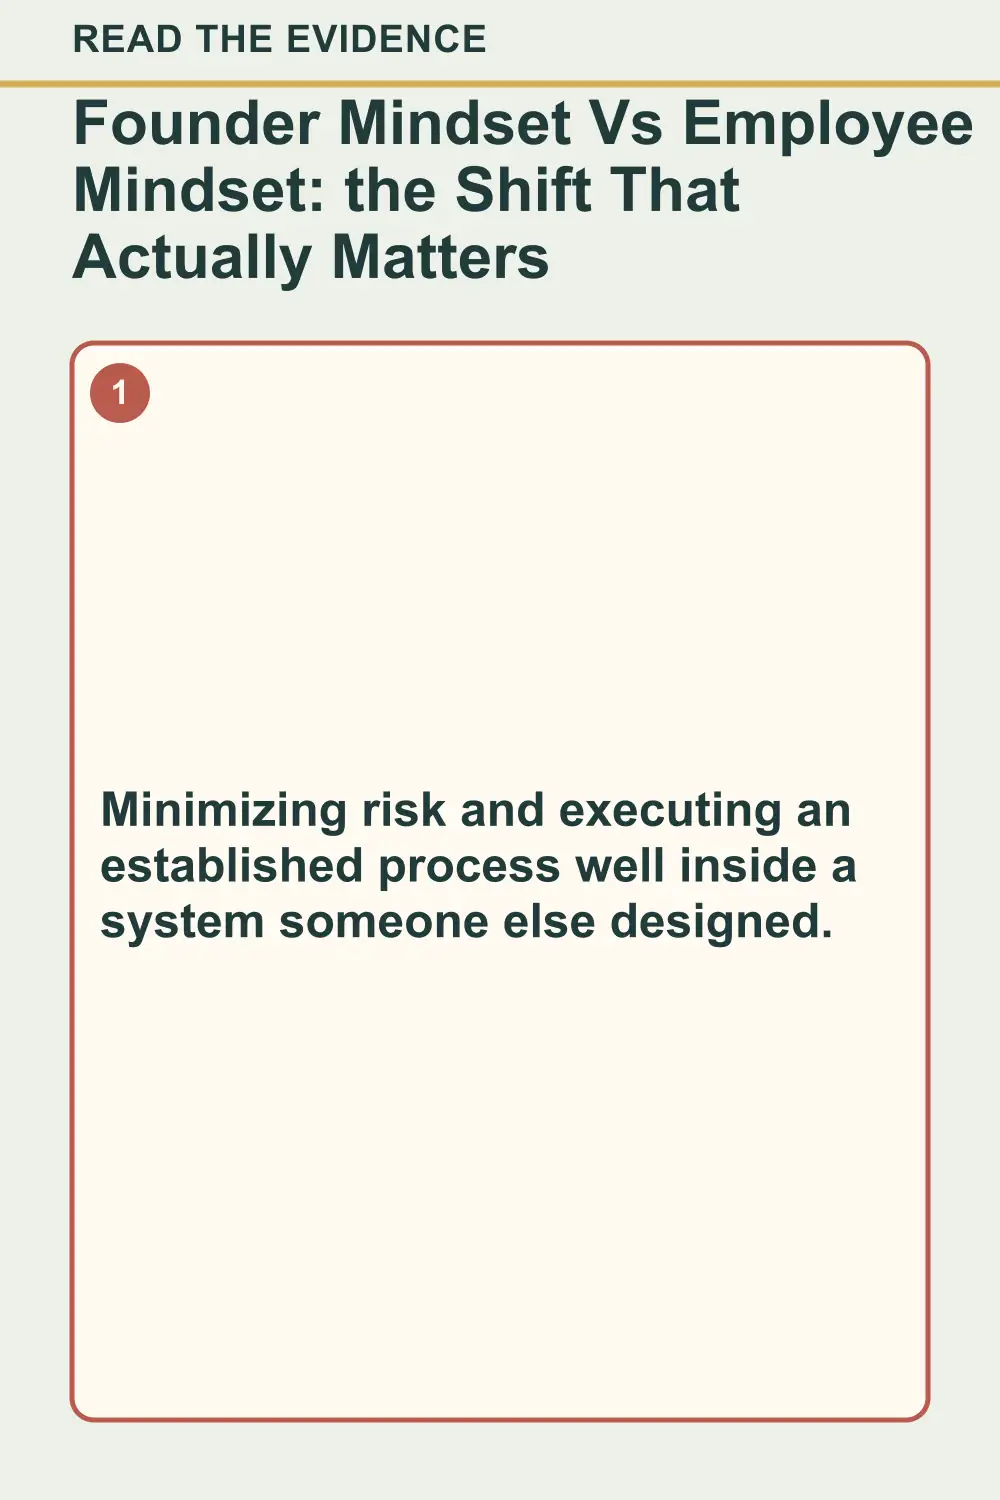 READ THE EVIDENCE
Founder Mindset Vs Employee
Mindset: the Shift That
Actually Matters
1
Minimizing risk and executing an
established process well inside a
system someone else designed.